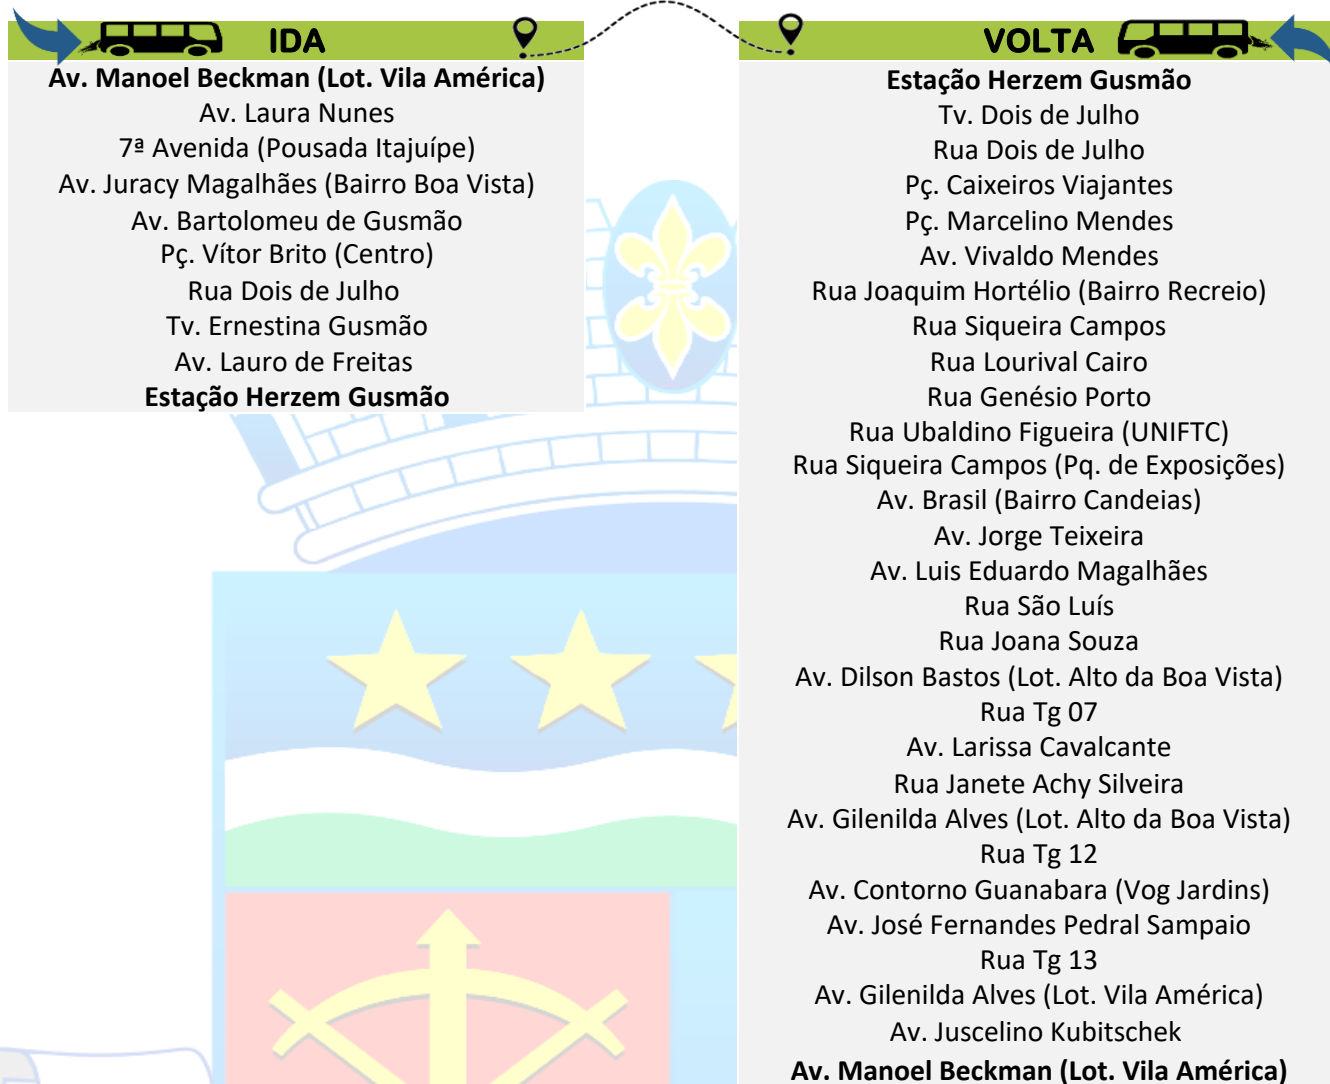 IDA
Av. Manoel Beckman (Lot. Vila América)
Av. Laura Nunes
7ª Avenida (Pousada Itajuípe)
Av. Juracy Magalhães (Bairro Boa Vista)
Av. Bartolomeu de Gusmão
Pç. Vítor Brito (Centro)
Rua Dois de Julho
Tv. Ernestina Gusmão
Av. Lauro de Freitas
Estação Herzem Gusmão
VOLTA
Estação Herzem Gusmão
Tv. Dois de Julho
Rua Dois de Julho
Pç. Caixeiros Viajantes
Pç. Marcelino Mendes
Av. Vivaldo Mendes
Rua Joaquim Hortélio (Bairro Recreio)
Rua Siqueira Campos
Rua Lourival Cairo
Rua Genésio Porto
Rua Ubaldino Figueira (UNIFTC)
Rua Siqueira Campos (Pq. de Exposições)
Av. Brasil (Bairro Candeias)
Av. Jorge Teixeira
Av. Luis Eduardo Magalhães
Rua São Luís
Rua Joana Souza
Av. Dilson Bastos (Lot. Alto da Boa Vista)
Rua Tg 07
Av. Larissa Cavalcante
Rua Janete Achy Silveira
Av. Gilenilda Alves (Lot. Alto da Boa Vista)
Rua Tg 12
Av. Contorno Guanabara (Vog Jardins)
Av. José Fernandes Pedral Sampaio
Rua Tg 13
Av. Gilenilda Alves (Lot. Vila América)
Av. Juscelino Kubitschek
Av. Manoel Beckman (Lot. Vila América)